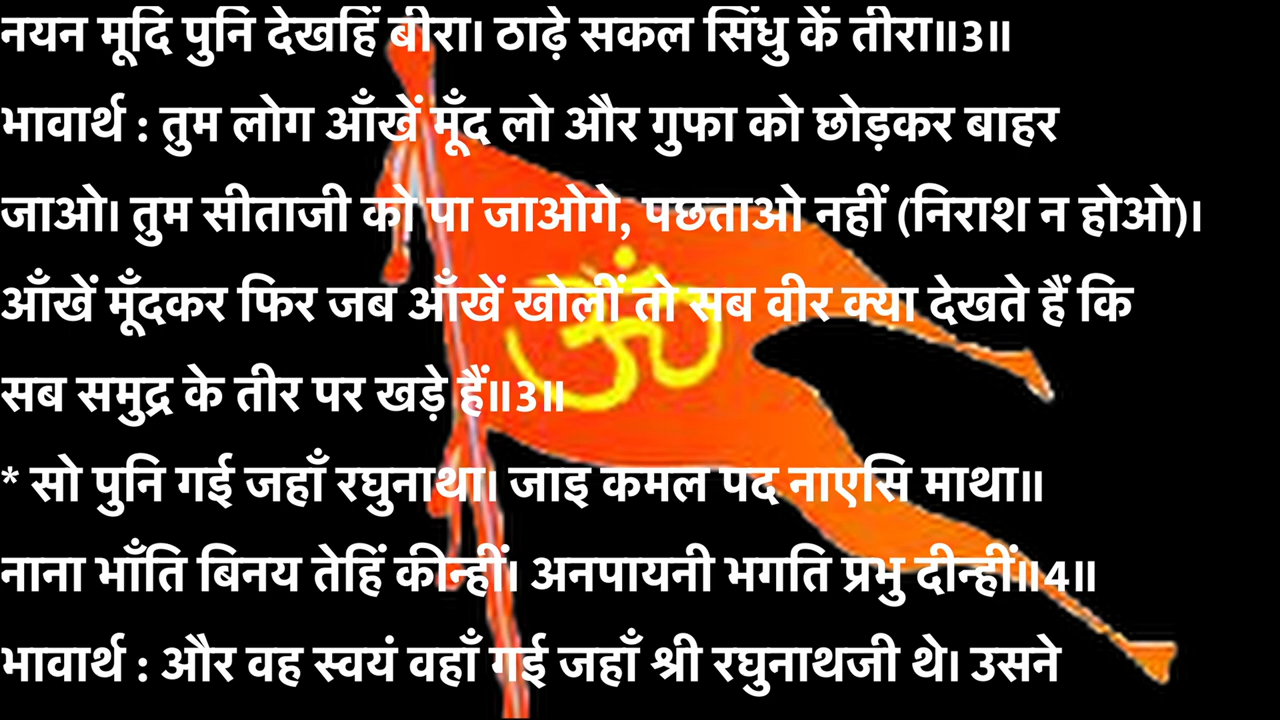 नयन मूदि पुनि देखहिं बीरा। ठाढ़े सकल सिंधु कें तीरा॥3॥
भावार्थ : तुम लोग आँखें मूँद लो और गुफा को छोड़कर बाहर
जाओ। तुम सीताजी को पा जाओगे, पछताओ नहीं (निराश न होओ)।
आँखें मूँदकर फिर जब आँखें खोलीं तो सब वीर क्या देखते हैं कि
सब समुद्र के तीर पर खड़े हैं॥3॥
* सो पुनि गई जहाँ रघुनाथा। जाइ कमल पद नाएसि माथा॥
नाना भाँति बिनय तेहिं कीन्हीं। अनपायनी भगति प्रभु दीन्हीं॥4॥
भावार्थ : और वह स्वयं वहाँ गई जहाँ श्री रघुनाथजी थे। उसने
ॐ